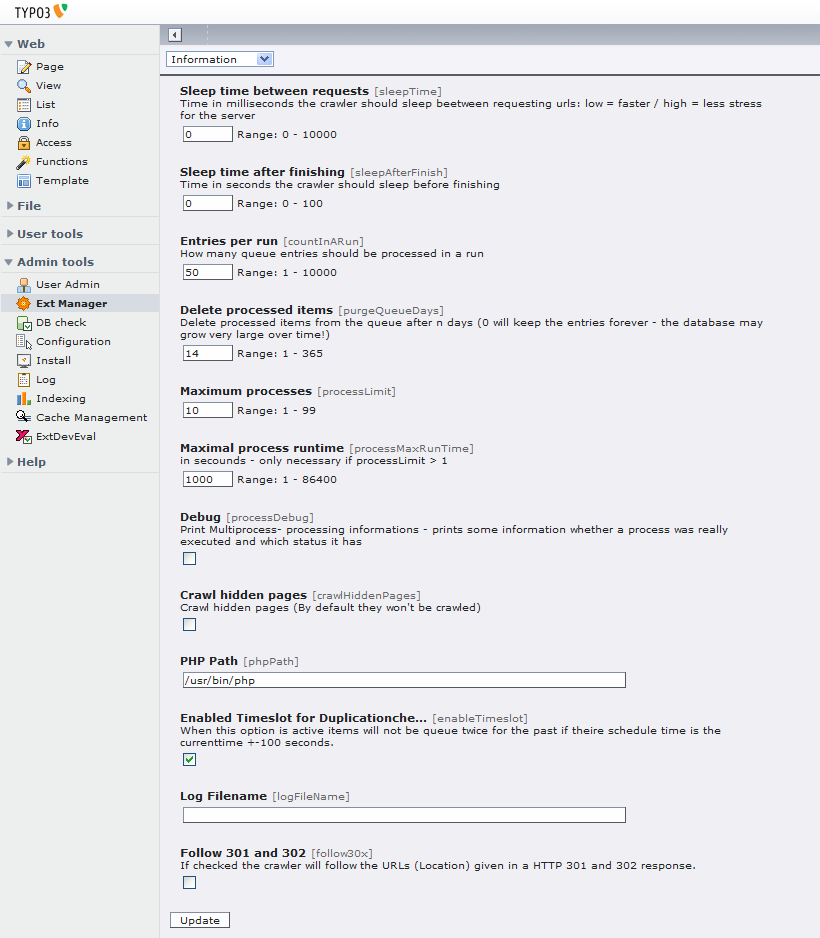 TYPO3
Web
Page
View
List
Info
Access
Functions
Template
File
User tools
Admin tools
User Admin
Ext Manager
DB check
Configuration
Install
Log
Indexing
Cache Management
ExtDevEval
Help
Information
Sleep time between requests [sleepTime]
Time in milliseconds the crawler should sleep beetween requesting urls: low = faster / high = less stress
for the server
0 Range: 0 - 10000
Sleep time after finishing [sleepAfterFinish]
Time in seconds the crawler should sleep before finishing
0 Range: 0 - 100
Entries per run [countInARun]
How many queue entries should be processed in a run
50 Range: 1 - 10000
Delete processed items [purgeQueueDays]
Delete processed items from the queue after n days (0 will keep the entries forever - the database may
grow very large over time!)
14 Range: 1 - 365
Maximum processes [processLimit]
10 Range: 1 - 99
Maximal process runtime [processMaxRunTime]
in seconds - only necessary if processLimit > 1
1000 Range: 1 - 86400
Debug [processDebug]
Print Multiprocess- processing informations - prints some information whether a process was really
executed and which status it has
Crawl hidden pages [crawlHiddenPages]
Crawl hidden pages (By default they won't be crawled)
PHP Path [phpPath]
/usr/bin/php
Enabled Timeslot for Duplicationche... [enableTimeslot]
When this option is active items will not be queue twice for the past if theire schedule time is the
currenttime +-100 seconds.
Log Filename [logFileName]
Follow 301 and 302 [follow30x]
If checked the crawler will follow the URLs (Location) given in a HTTP 301 and 302 response.
Update